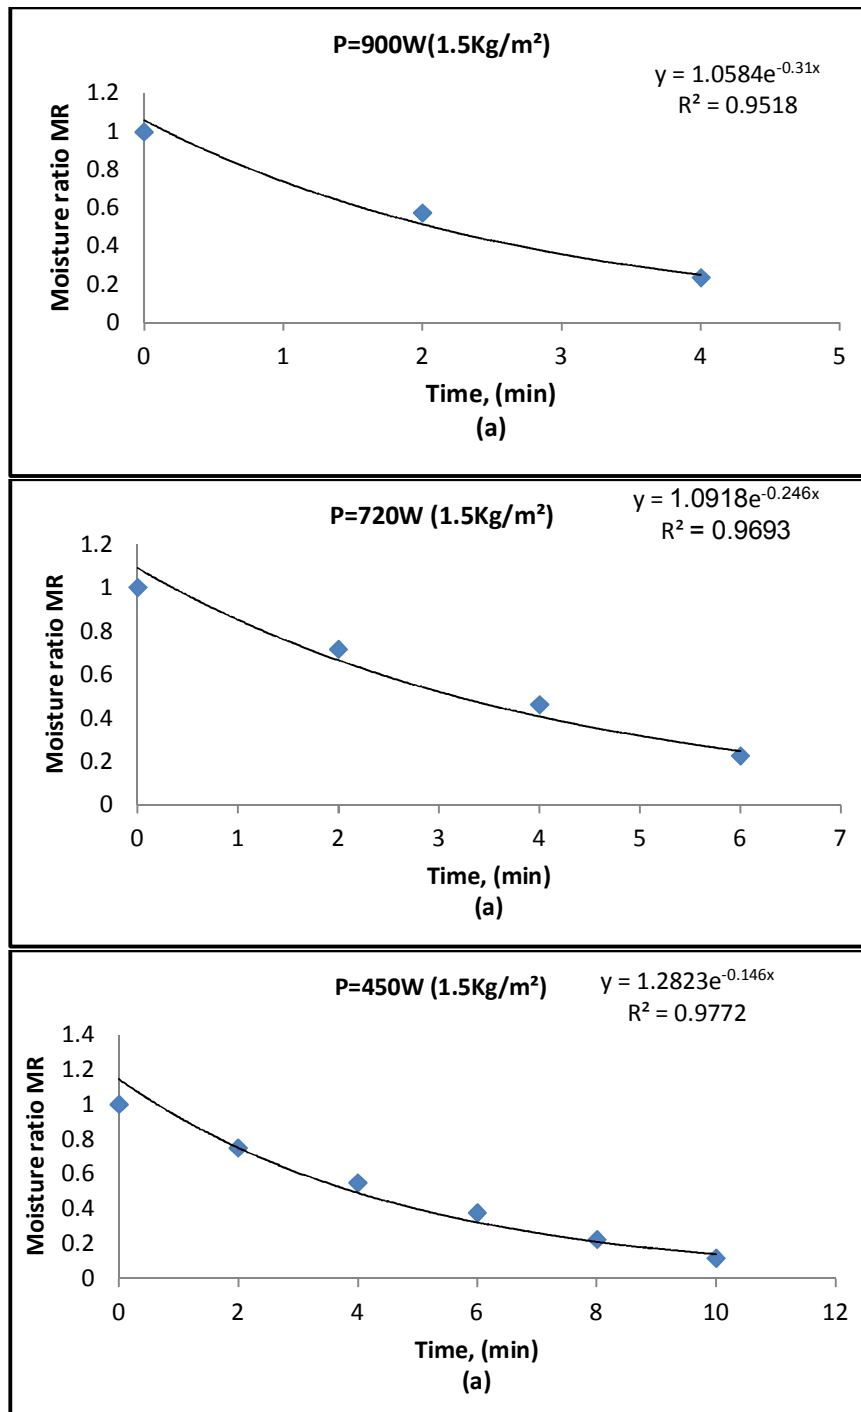 P=900W(1.5Kg/m²)
y = 1.0584e^-0.31x
R² = 0.9518
Moisture ratio MR
1.2
1
0.8
0.6
0.4
0.2
0
0 1 2 3 4 5
Time, (min)
(a)
P=720W (1.5Kg/m²)
y = 1.0918e^-0.246x
R² = 0.9693
Moisture ratio MR
1.2
1
0.8
0.6
0.4
0.2
0
0 1 2 3 4 5 6 7
Time, (min)
(a)
P=450W (1.5Kg/m²)
y = 1.2823e^-0.146x
R² = 0.9772
Moisture ratio MR
1.4
1.2
1
0.8
0.6
0.4
0.2
0
0 2 4 6 8 10 12
Time, (min)
(a)